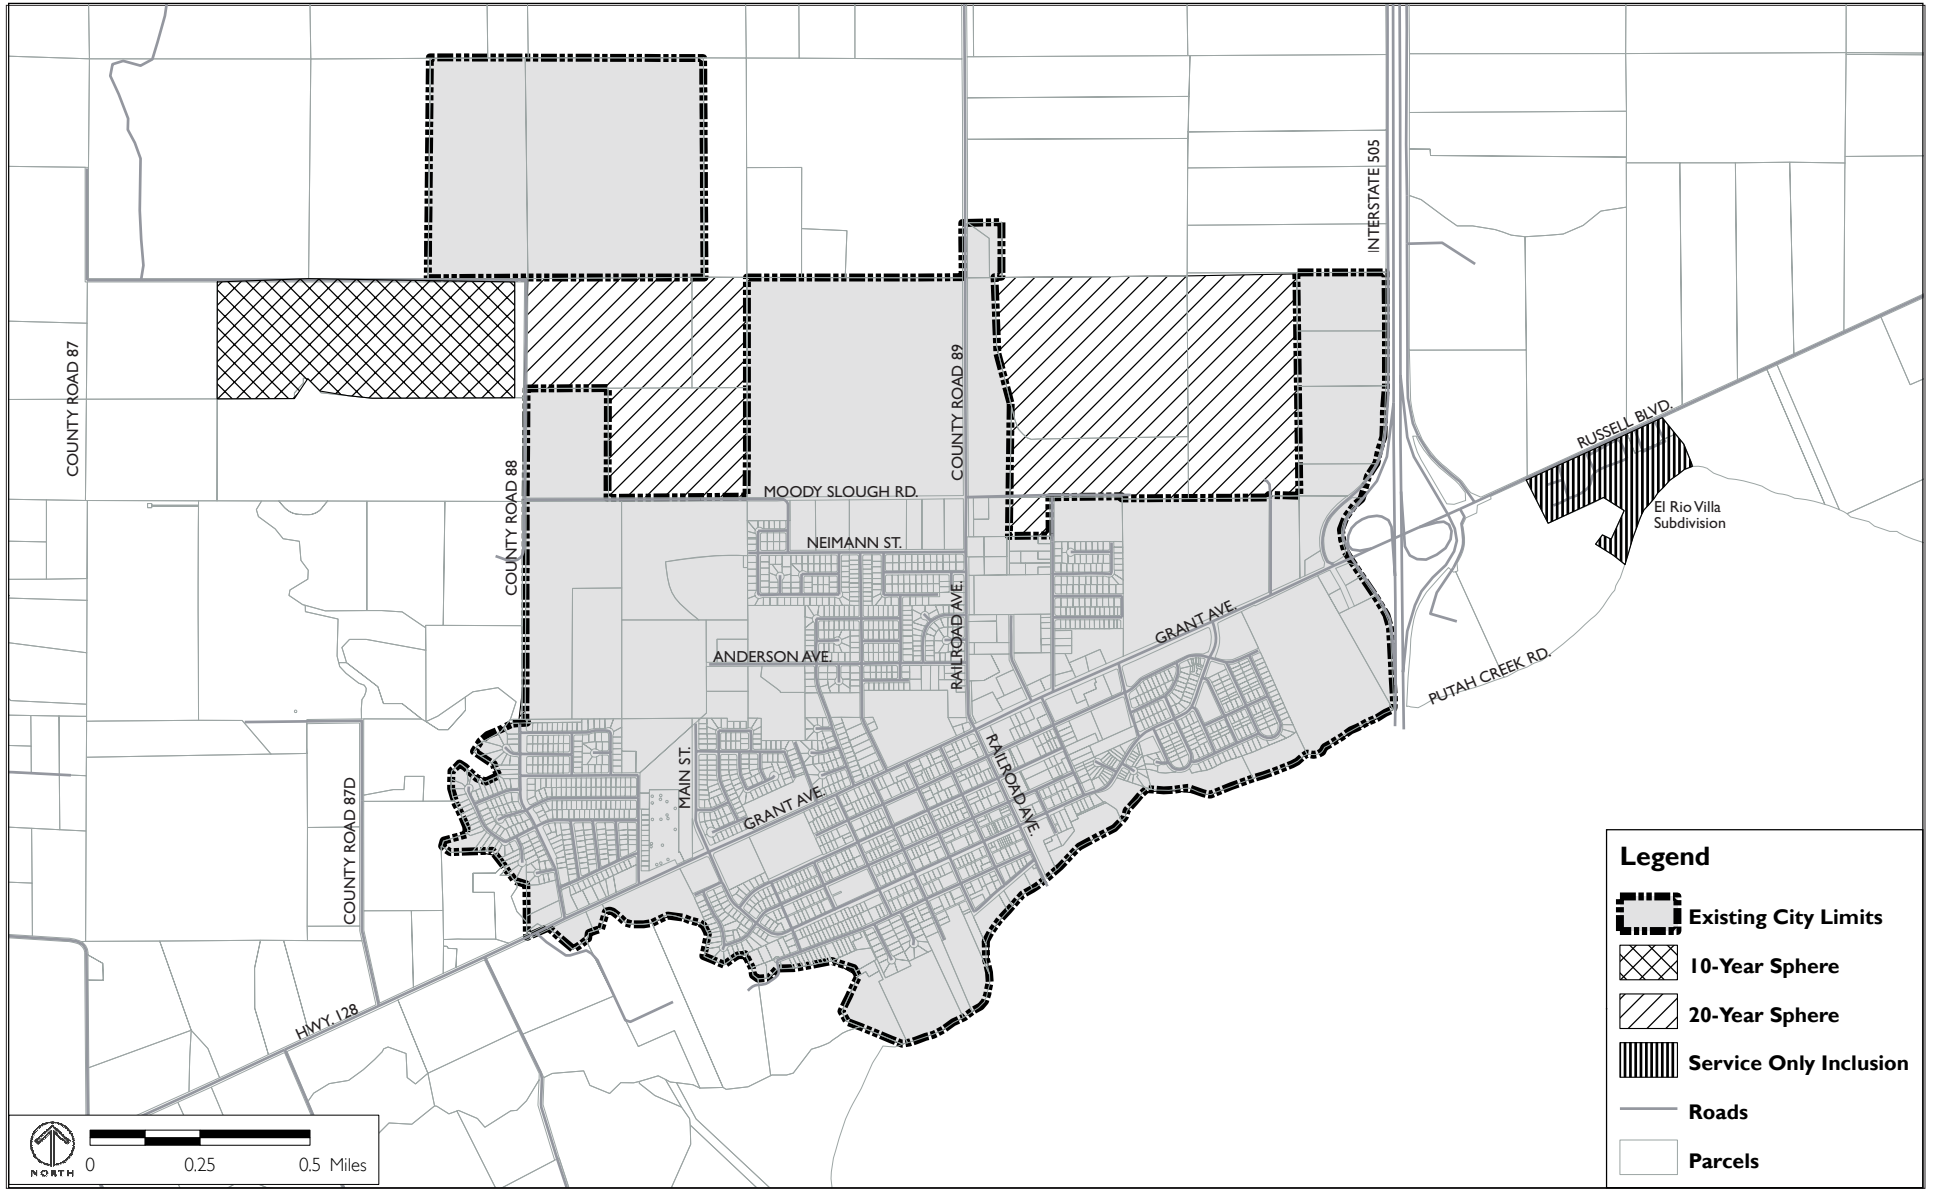 INTERSTATE 505
COUNTY ROAD 87
COUNTY ROAD 89
RUSSELL BLVD.
COUNTY ROAD 88
MOODY SLOUGH RD.
El Rio Villa
Subdivision
NEIMANN ST.
RAILROAD AVE.
GRANT AVE.
ANDERSON AVE.
PUTAH CREEK RD.
MAIN ST.
RAILROAD AVE.
GRANT AVE.
COUNTY ROAD 87D
HWY. 128
Legend
Existing City Limits
10-Year Sphere
20-Year Sphere
Service Only Inclusion
Roads
Parcels
NORTH
0 0.25 0.5 Miles